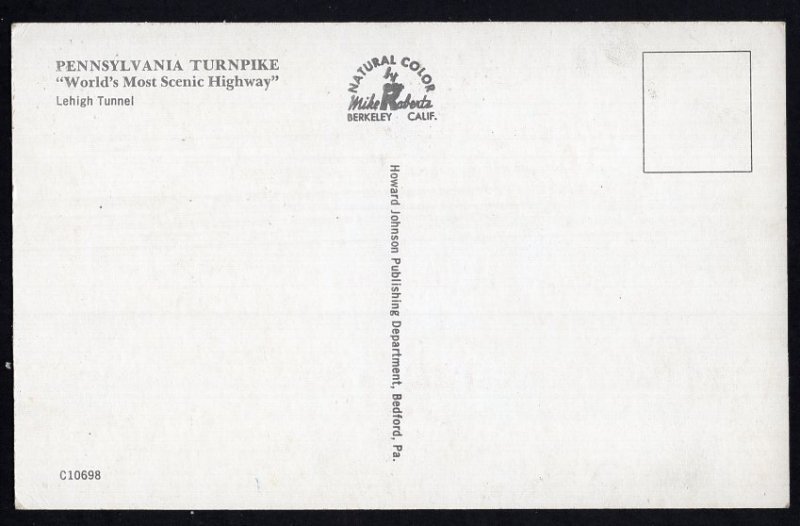 PENNSYLVANIA TURNPIKE
"World's Most Scenic Highway"
Lehigh Tunnel
NATURAL COLOR
by
Mike Roberts
BERKELEY CALIF.
Howard Johnson Publishing Department, Bedford, Pa.
C10698